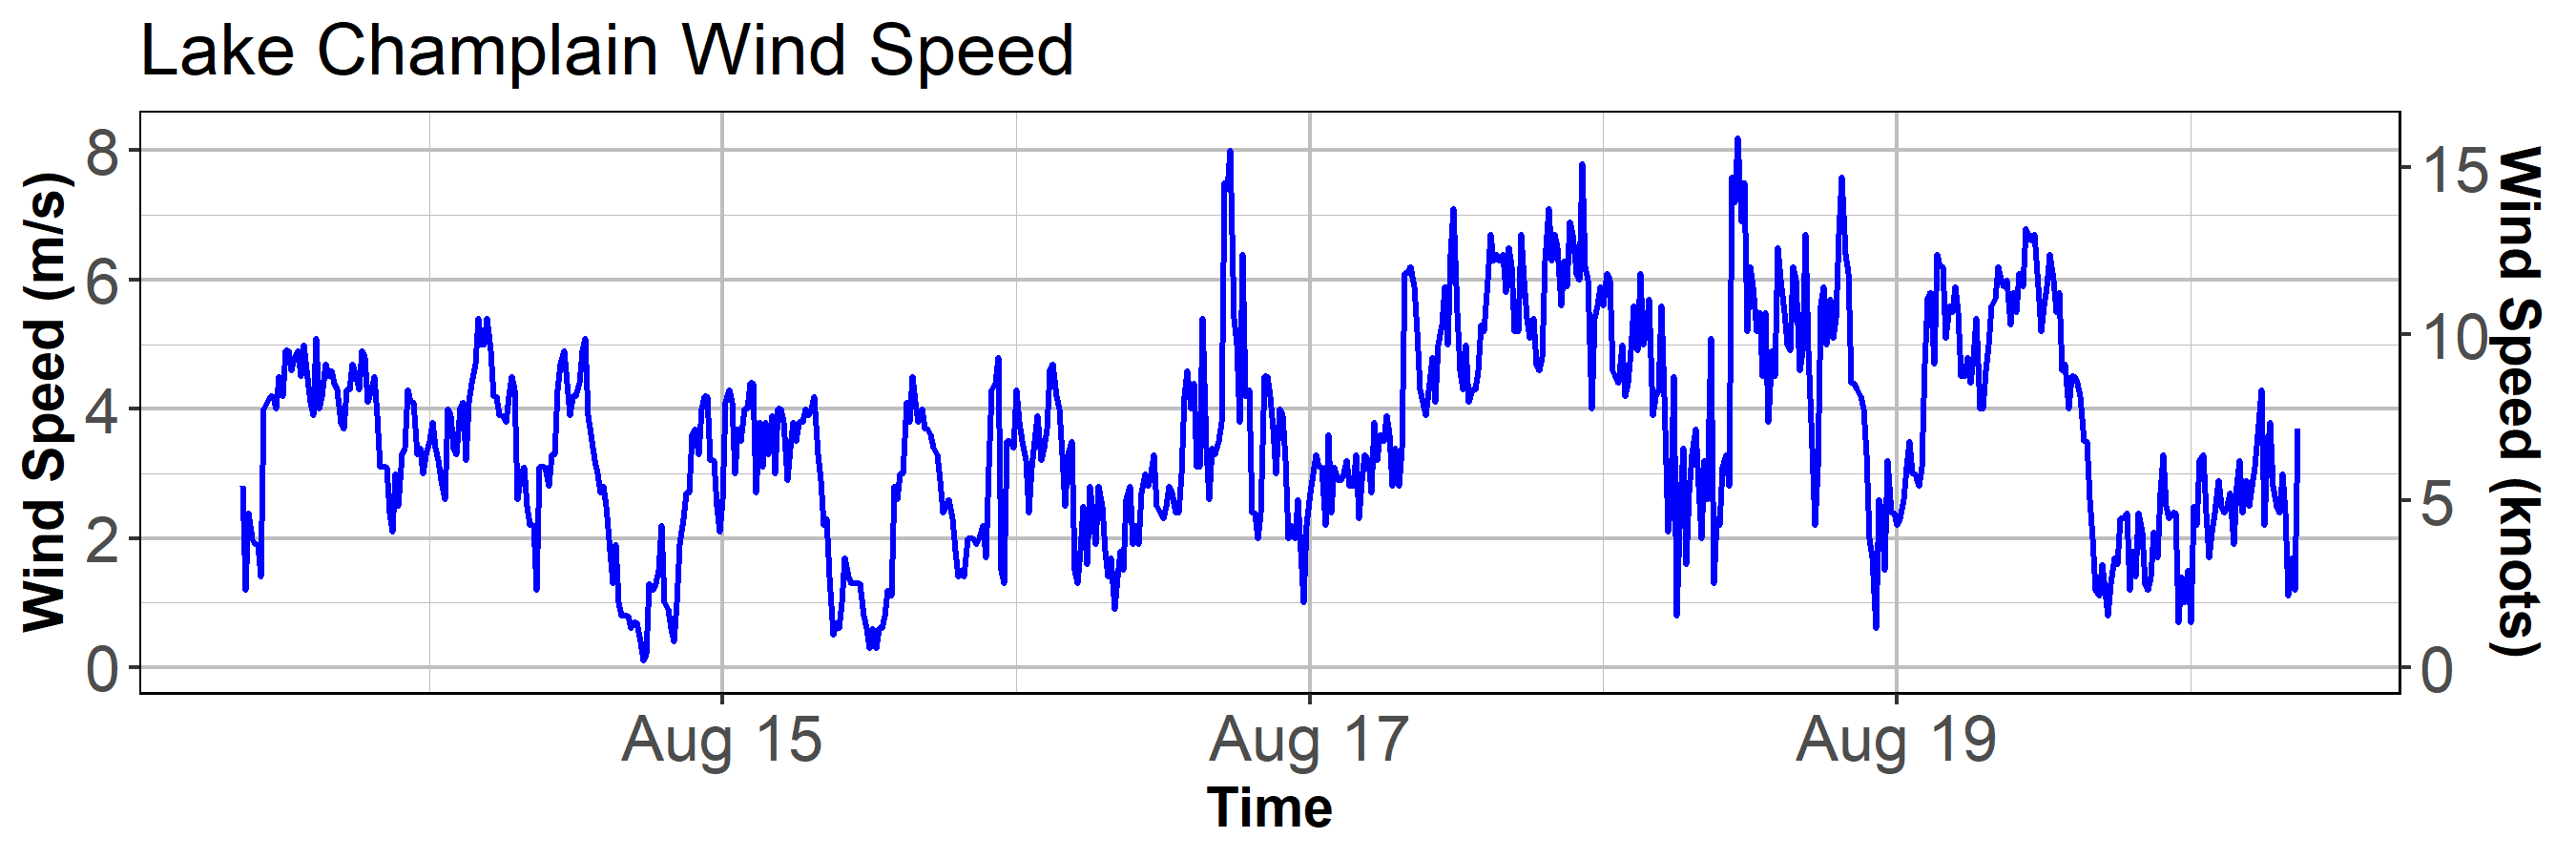 Lake Champlain Wind Speed
Wind Speed (m/s)
8
6
4
2
0
15
10
5
0
Wind Speed (knots)
Aug 15
Aug 17
Aug 19
Time